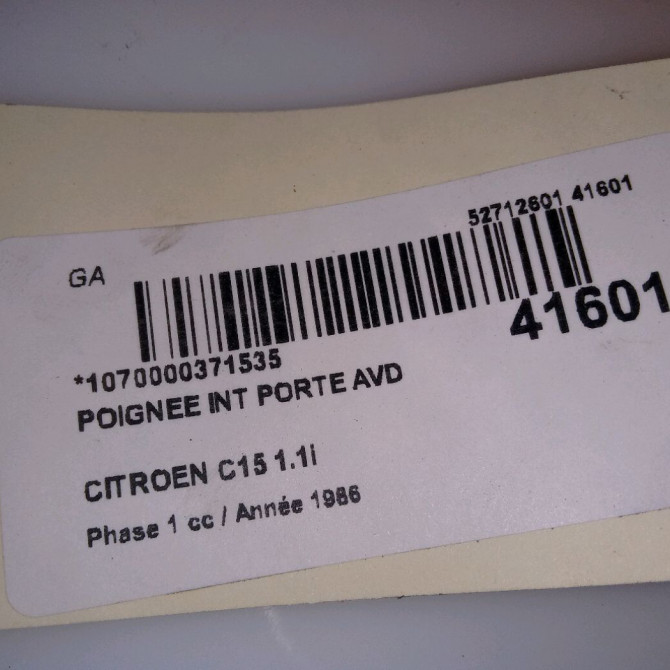 52712601 41601
GA
41601
*1070000371535
POIGNEE INT PORTE AVD
CITROEN C15 1.1i
Phase 1 cc / Année 1986